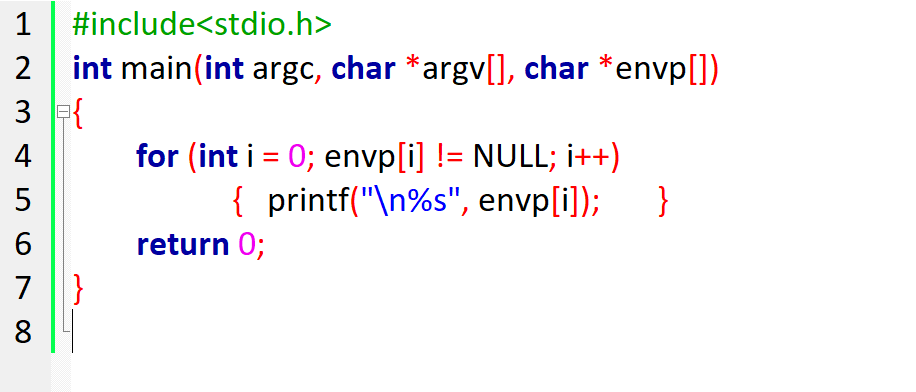 1 #include<stdio.h>
2 int main(int argc, char *argv[], char *envp[])
3 {
4 for (int i = 0; envp[i] != NULL; i++)
5 { printf("\n%s", envp[i]); }
6 return 0;
7 }
8